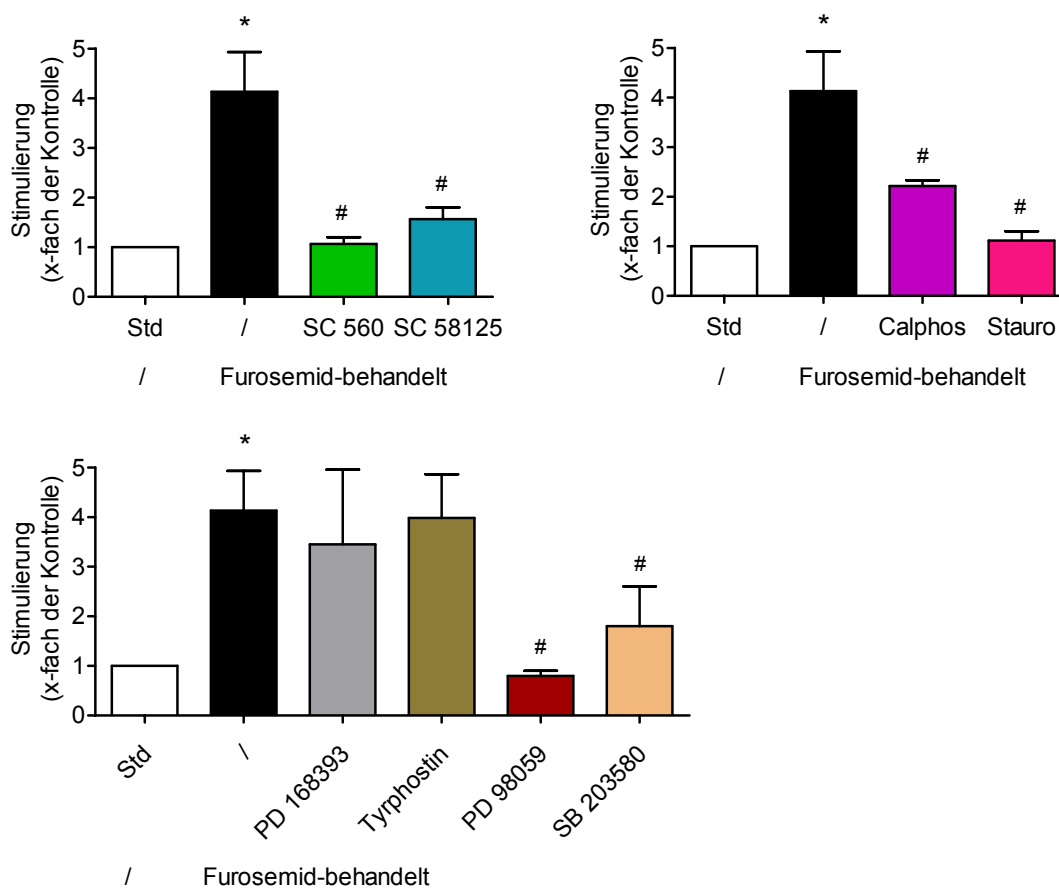 *
5
4
3
2
1
0
Stimulierung
(x-fach der Kontrolle)
#
#
Std / SC 560 SC 58125
/ Furosemid-behandelt
*
5
4
3
2
1
0
Stimulierung
(x-fach der Kontrolle)
#
#
Std / Calphos Stauro
/ Furosemid-behandelt
*
5
4
3
2
1
0
Stimulierung
(x-fach der Kontrolle)
#
#
Std / PD 168393 Tyrphostin PD 98059 SB 203580
/ Furosemid-behandelt